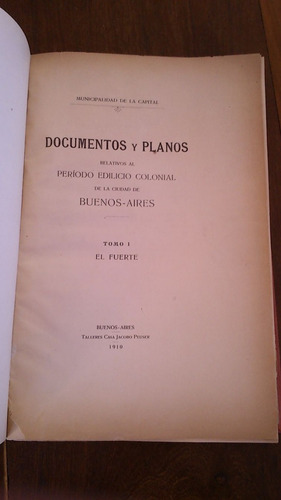 MUNICIPALIDAD DE LA CAPITAL
DOCUMENTOS Y PLANOS
RELATIVOS AL
PERÍODO EDILICIO COLONIAL
DE LA CIUDAD DE
BUENOS-AIRES
TOMO I
EL FUERTE
BUENOS-AIRES
TALLERES CASA JACOBO PEUSER
1910